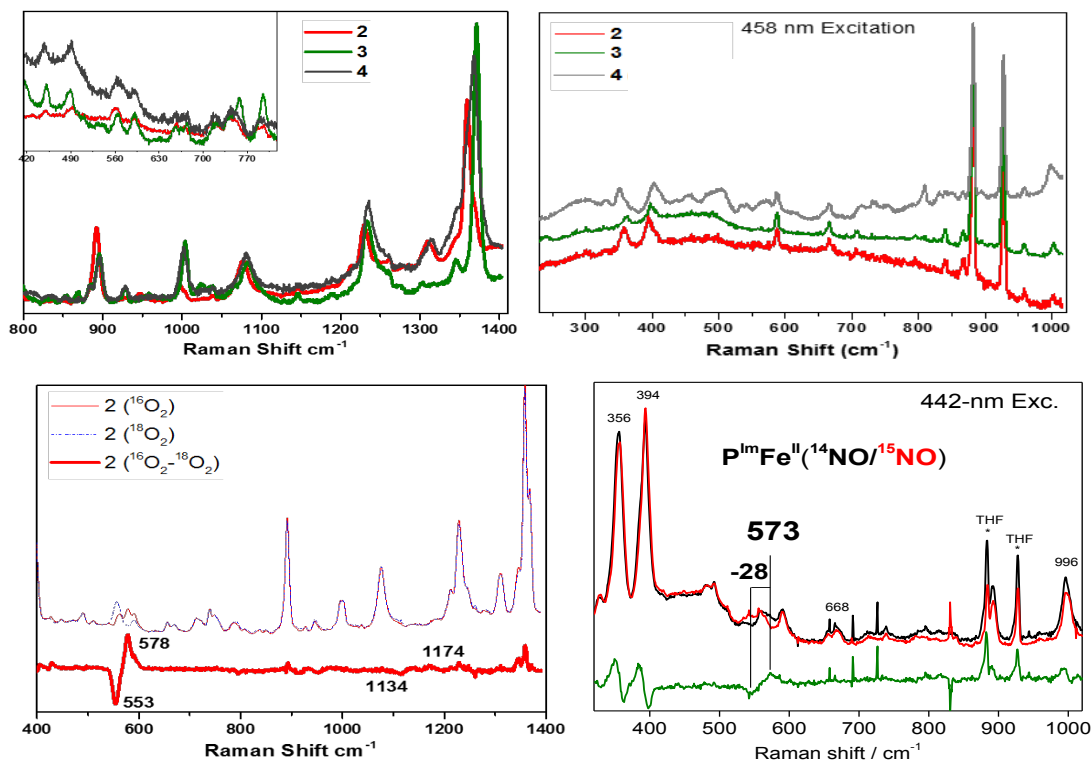 2
3
4
420 490 560 630 700 770
800 900 1000 1100 1200 1300 1400
Raman Shift cm⁻¹
458 nm Excitation
2
3
4
300 400 500 600 700 800 900 1000
Raman Shift (cm⁻¹)
2 (¹⁶O₂)
2 (¹⁸O₂)
2 (¹⁶O₂-¹⁸O₂)
578
1174
553
1134
400 600 800 1000 1200 1400
Raman Shift cm⁻¹
394
442-nm Exc.
356
PᴵᵐFeᴵᴵ(¹⁴NO/¹⁵NO)
573
THF
*
THF
*
-28
996
668
400 500 600 700 800 900 1000
Raman shift / cm⁻¹